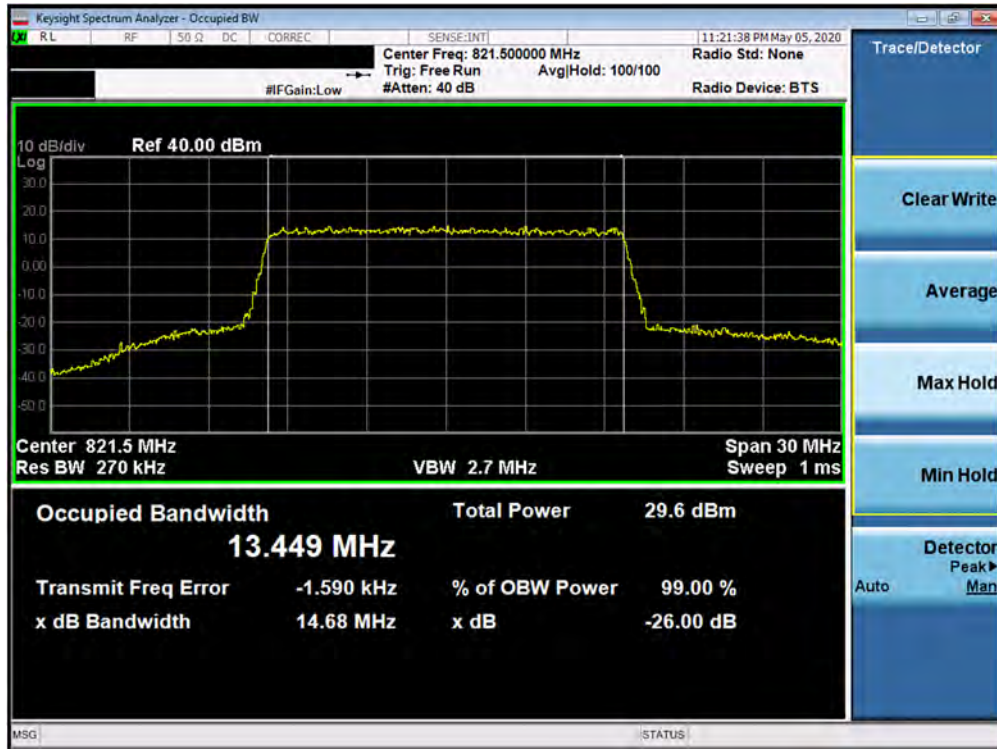 Keysight Spectrum Analyzer - Occupied BW
LXI RL RF 50 Ω DC CORREC SENSE:INT 11:21:38 PM May 05, 2020
Center Freq: 821.500000 MHz Radio Std: None
Trig: Free Run Avg|Hold: 100/100
#IFGain:Low #Atten: 40 dB Radio Device: BTS
Trace/Detector
10 dB/div Ref 40.00 dBm
Log
30.0
20.0
10.0
0.00
-10.0
-20.0
-30.0
-40.0
-50.0
Center 821.5 MHz Span 30 MHz
Res BW 270 kHz VBW 2.7 MHz Sweep 1 ms
Occupied Bandwidth Total Power 29.6 dBm
13.449 MHz
Transmit Freq Error -1.590 kHz % of OBW Power 99.00 %
x dB Bandwidth 14.68 MHz x dB -26.00 dB
Clear Write
Average
Max Hold
Min Hold
Detector
Peak▶
Auto Man
MSG STATUS